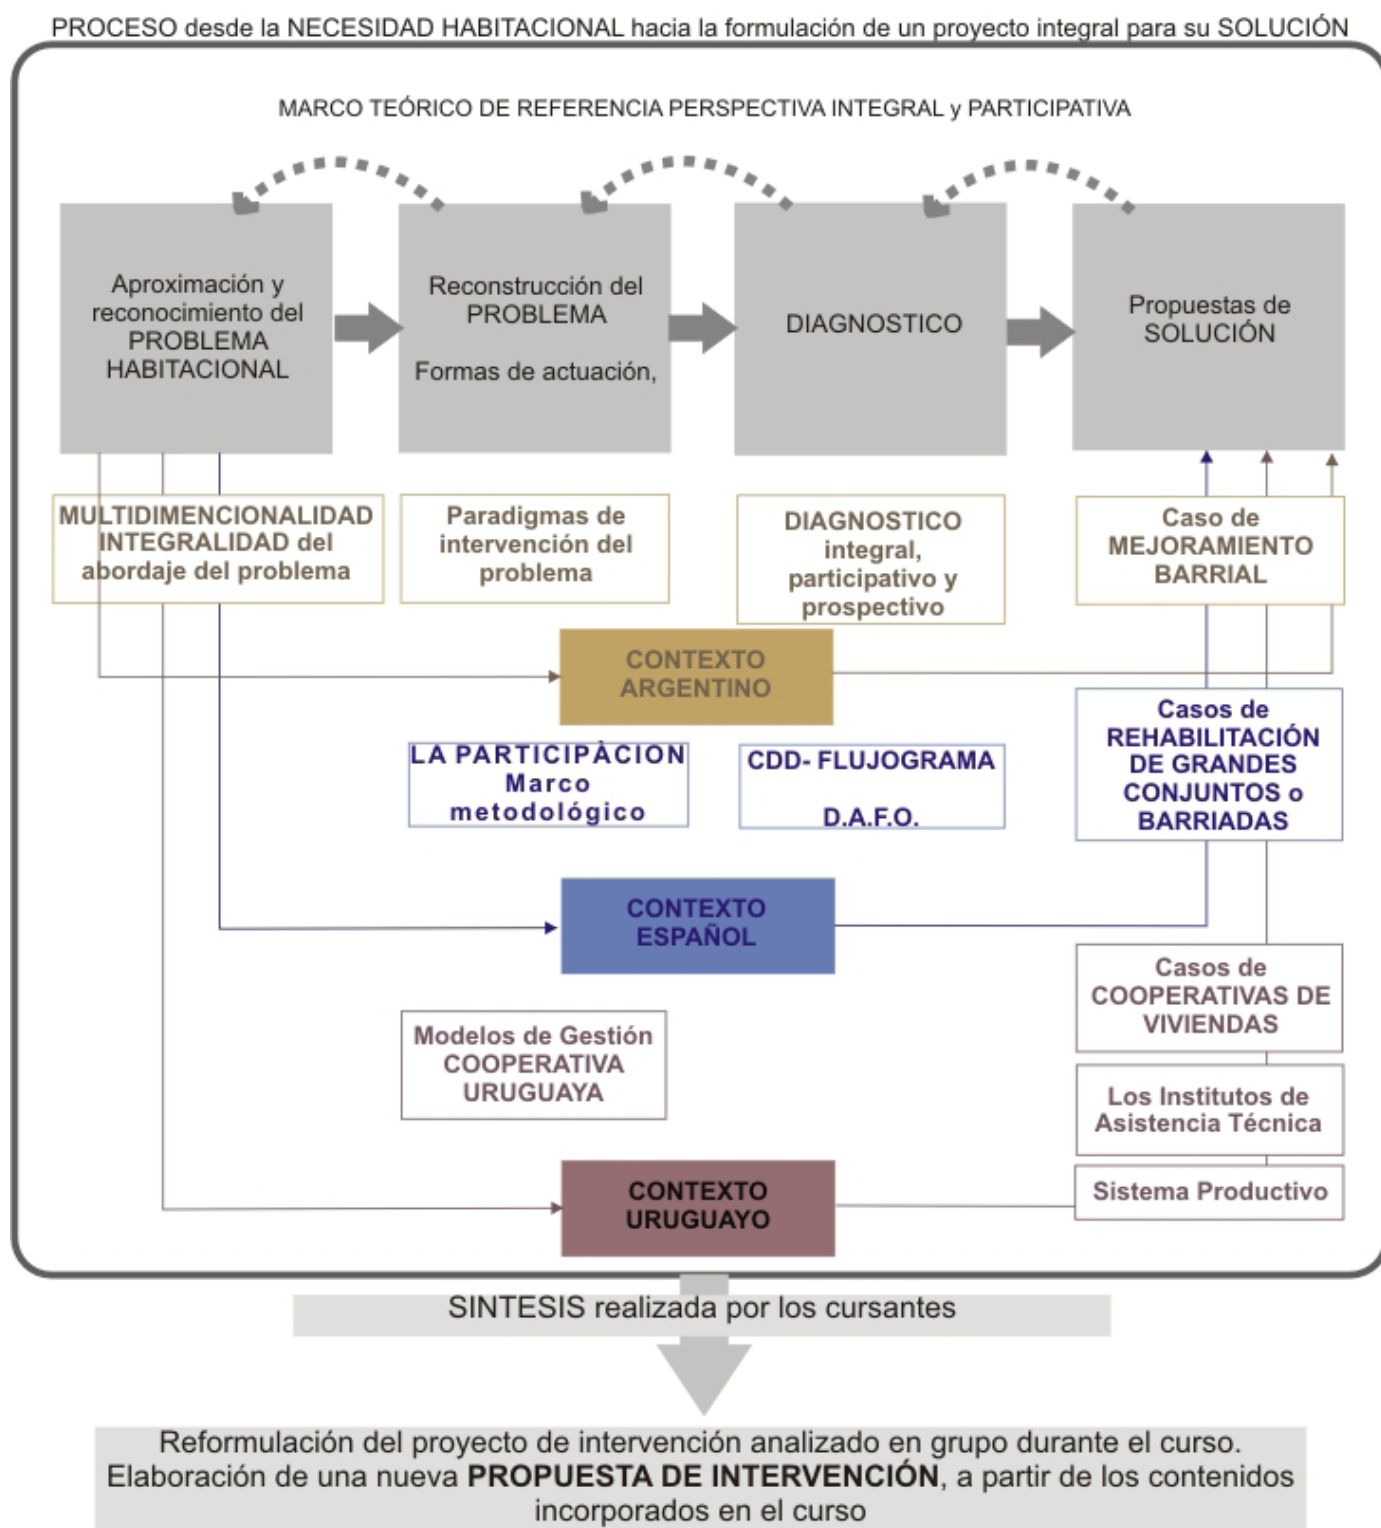 PROCESO desde la NECESIDAD HABITACIONAL hacia la formulación de un proyecto integral para su SOLUCIÓN
MARCO TEÓRICO DE REFERENCIA PERSPECTIVA INTEGRAL y PARTICIPATIVA
Aproximación y
reconocimiento del
PROBLEMA
HABITACIONAL
Reconstrucción del
PROBLEMA
Formas de actuación,
DIAGNOSTICO
Propuestas de
SOLUCIÓN
MULTIDIMENCIONALIDAD
INTEGRALIDAD del
abordaje del problema
Paradigmas de
intervención del
problema
DIAGNOSTICO
integral,
participativo y
prospectivo
Caso de
MEJORAMIENTO
BARRIAL
CONTEXTO
ARGENTINO
LA PARTICIPÀCION
Marco
metodológico
CDD- FLUJOGRAMA
D.A.F.O.
Casos de
REHABILITACIÓN
DE GRANDES
CONJUNTOS o
BARRIADAS
CONTEXTO
ESPAÑOL
Modelos de Gestión
COOPERATIVA
URUGUAYA
Casos de
COOPERATIVAS DE
VIVIENDAS
Los Institutos de
Asistencia Técnica
Sistema Productivo
CONTEXTO
URUGUAYO
SINTESIS realizada por los cursantes
Reformulación del proyecto de intervención analizado en grupo durante el curso.
Elaboración de una nueva PROPUESTA DE INTERVENCIÓN, a partir de los contenidos
incorporados en el curso